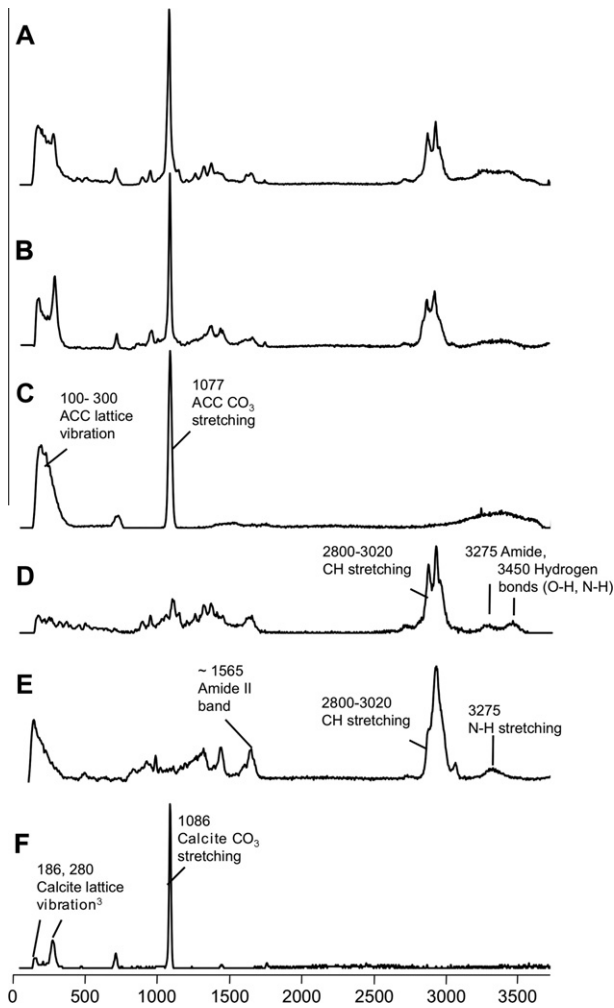 A
B
C
100- 300
ACC lattice
vibration
1077
ACC CO₃
stretching
D
2800-3020
CH stretching
3275 Amide,
3450 Hydrogen
bonds (O-H, N-H)
E
~ 1565
Amide II
band
2800-3020
CH stretching
3275
N-H stretching
F
186, 280
Calcite lattice
vibration³
1086
Calcite CO₃
stretching
0 500 1000 1500 2000 2500 3000 3500